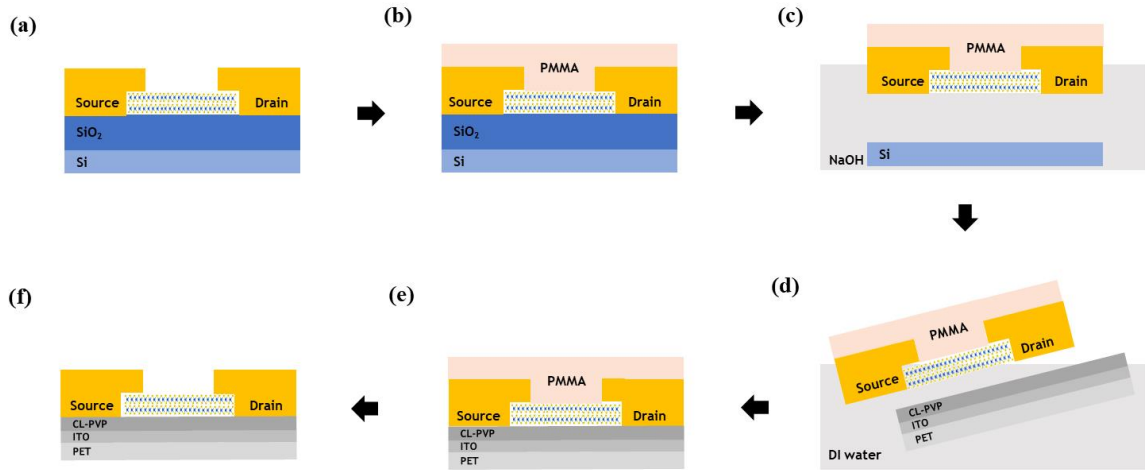 (a)
Source
Drain
SiO₂
Si
(b)
PMMA
Source
Drain
SiO₂
Si
(c)
PMMA
Source
Drain
NaOH
Si
(d)
PMMA
Source
Drain
CL-PVP
ITO
PET
DI water
(e)
PMMA
Source
Drain
CL-PVP
ITO
PET
(f)
Source
Drain
CL-PVP
ITO
PET